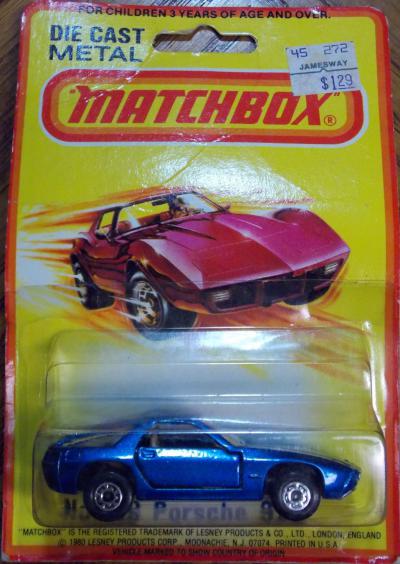 FOR CHILDREN 3 YEARS OF AGE AND OVER.
DIE CAST
METAL
45 272
JAMESWAY
$1.29
"MATCHBOX"®
Porsche
"MATCHBOX" IS THE REGISTERED TRADEMARK OF LESNEY PRODUCTS & CO., LTD., LONDON, ENGLAND
© 1980 LESNEY PRODUCTS CORP., MOONACHIE, N.J. 07074. PRINTED IN U.S.A.
VEHICLE MARKED TO SHOW COUNTRY OF ORIGIN